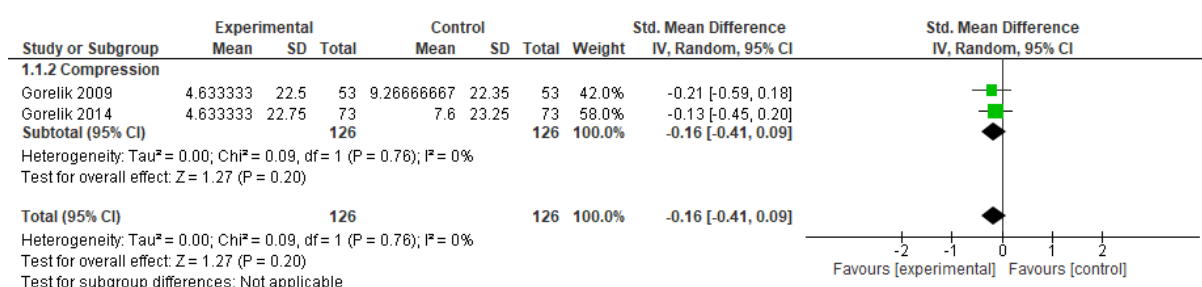 Experimental Control Std. Mean Difference Std. Mean Difference
Study or Subgroup Mean SD Total Mean SD Total Weight IV, Random, 95% CI IV, Random, 95% CI
1.1.2 Compression
Gorelik 2009 4.633333 22.5 53 9.26666667 22.35 53 42.0% -0.21 [-0.59, 0.18]
Gorelik 2014 4.633333 22.75 73 7.6 23.25 73 58.0% -0.13 [-0.45, 0.20]
Subtotal (95% CI) 126 126 100.0% -0.16 [-0.41, 0.09]
Heterogeneity: Tau² = 0.00; Chi² = 0.09, df = 1 (P = 0.76); I² = 0%
Test for overall effect: Z = 1.27 (P = 0.20)
Total (95% CI) 126 126 100.0% -0.16 [-0.41, 0.09]
Heterogeneity: Tau² = 0.00; Chi² = 0.09, df = 1 (P = 0.76); I² = 0%
Test for overall effect: Z = 1.27 (P = 0.20)
Test for subgroup differences: Not applicable
-2 -1 0 1 2
Favours [experimental] Favours [control]